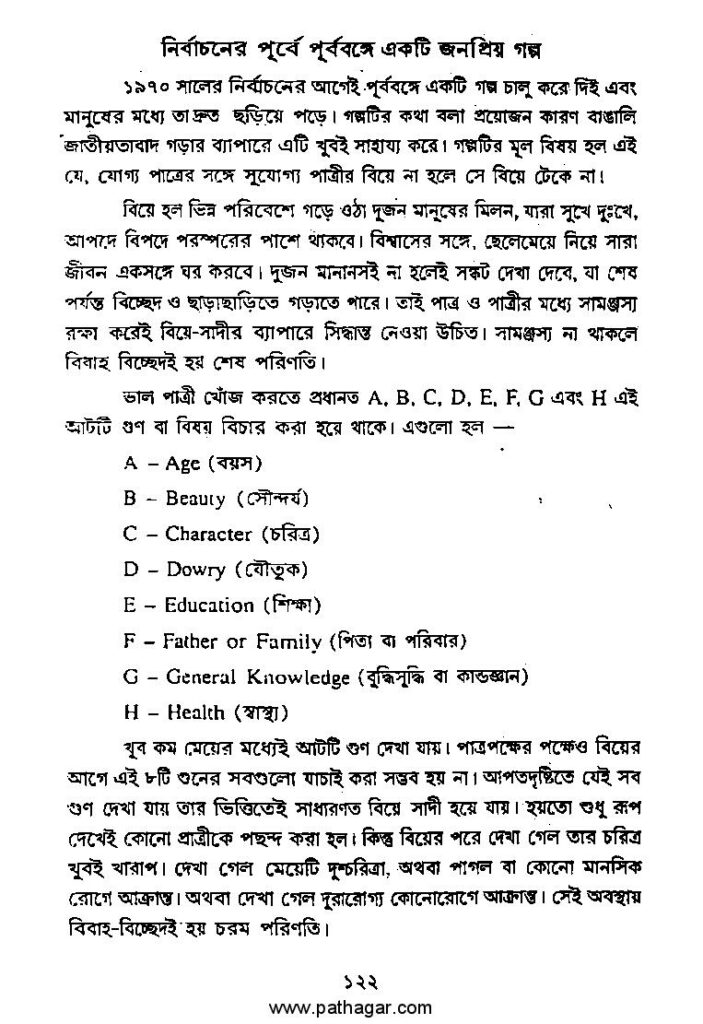 নির্বাচনের পূর্বে পূর্ববঙ্গে একটি জনপ্রিয় গল্প
১৯৭০ সালের নির্বাচনের আগেই পূর্ববঙ্গে একটি গল্প চালু করে দিই এবং
মানুষের মধ্যে তা দ্রুত ছড়িয়ে পড়ে। গল্পটির কথা বলা প্রয়োজন কারণ বাঙালি
জাতীয়তাবাদ গড়ার ব্যাপারে এটি খুবই সাহায্য করে। গল্পটির মূল বিষয় হল এই
যে, যোগ্য পাত্রের সঙ্গে সুযোগ্য পাত্রীর বিয়ে না হলে সে বিয়ে টেকে না।
বিয়ে হল ভিন্ন পরিবেশে গড়ে ওঠা দুজন মানুষের মিলন, যারা সুখে দুঃখে,
আপদে বিপদে পরস্পরের পাশে থাকবে। বিশ্বাসের সঙ্গে, ছেলেমেয়ে নিয়ে সারা
জীবন একসঙ্গে ঘর করবে। দুজন মানানসই না হলেই সঙ্কট দেখা দেবে, যা শেষ
পর্যন্ত বিচ্ছেদ ও ছাড়াছাড়িতে গড়াতে পারে। তাই পাত্র ও পাত্রীর মধ্যে সামঞ্জস্য
রক্ষা করেই বিয়ে-সাদীর ব্যাপারে সিদ্ধান্ত নেওয়া উচিত। সামঞ্জস্য না থাকলে
বিবাহ বিচ্ছেদই হয় শেষ পরিণতি।
ভাল পাত্রী খোঁজ করতে প্রধানত A, B, C, D, E, F, G এবং H এই
আটটি গুণ বা বিষয় বিচার করা হয়ে থাকে। এগুলো হল —
A – Age (বয়স)
B – Beauty (সৌন্দর্য)
C – Character (চরিত্র)
D – Dowry (যৌতুক)
E – Education (শিক্ষা)
F – Father or Family (পিতা বা পরিবার)
G – General Knowledge (বুদ্ধিসুদ্ধি বা কান্ডজ্ঞান)
H – Health (স্বাস্থ্য)
খুব কম মেয়ের মধ্যেই আটটি গুণ দেখা যায়। পাত্রপক্ষের পক্ষেও বিয়ের
আগে এই ৮টি গুনের সবগুলো যাচাই করা সম্ভব হয় না। আপতদৃষ্টিতে যেই সব
গুণ দেখা যায় তার ভিত্তিতেই সাধারণত বিয়ে সাদী হয়ে যায়। হয়তো শুধু রূপ
দেখেই কোনো প্রাত্রীকে পছন্দ করা হল। কিন্তু বিয়ের পরে দেখা গেল তার চরিত্র
খুবই খারাপ। দেখা গেল মেয়েটি দুশ্চরিত্রা, অথবা পাগল বা কোনো মানসিক
রোগে আক্রান্ত। অথবা দেখা গেল দুরারোগ্য কোনোরোগে আক্রান্ত। সেই অবস্থায়
বিবাহ-বিচ্ছেদই হয় চরম পরিণতি।
১২২
www.pathagar.com